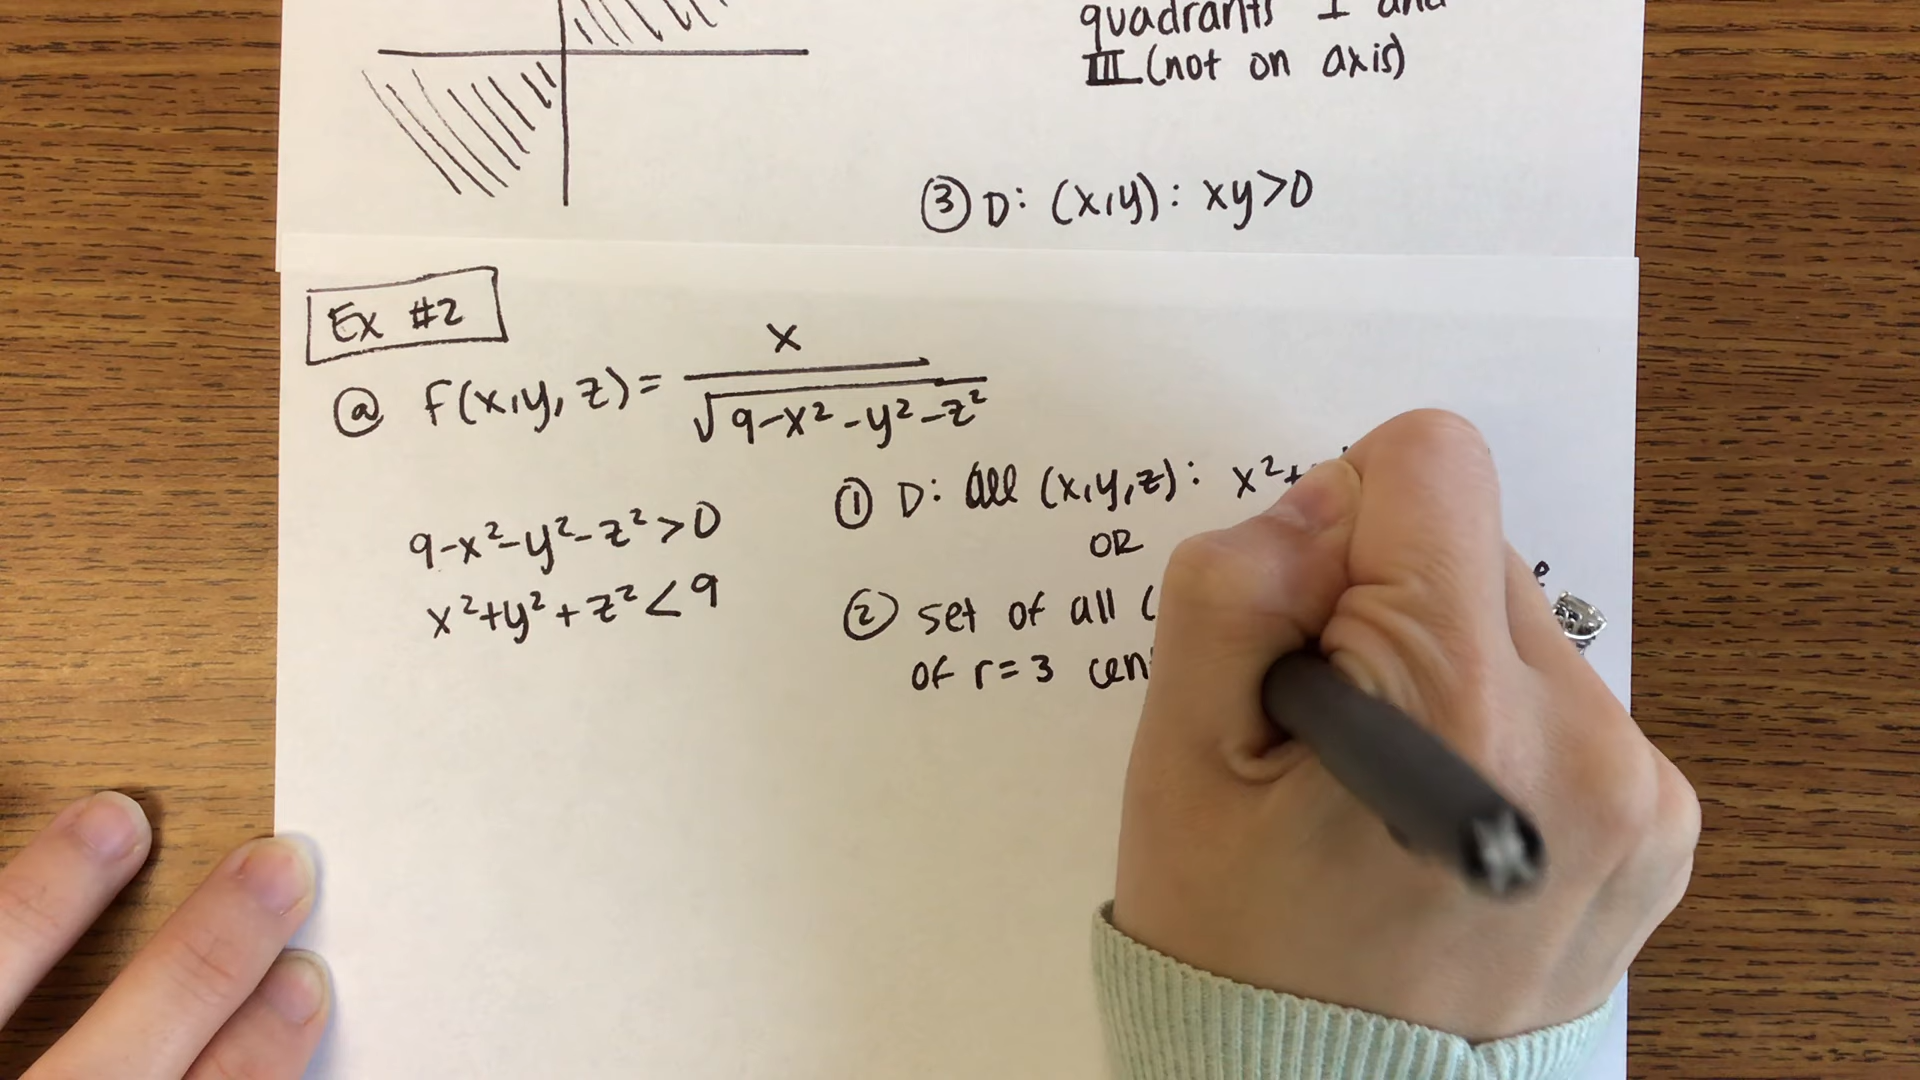 quadrants I and
III (not on axis)
③ D: (x,y): xy>0
Ex #2
ⓐ f(x,y,z) = x / √(9-x²-y²-z²)
9-x²-y²-z²>0
x²+y²+z²<9
① D: all (x,y,z): x²+
OR
② set of all (
of r=3